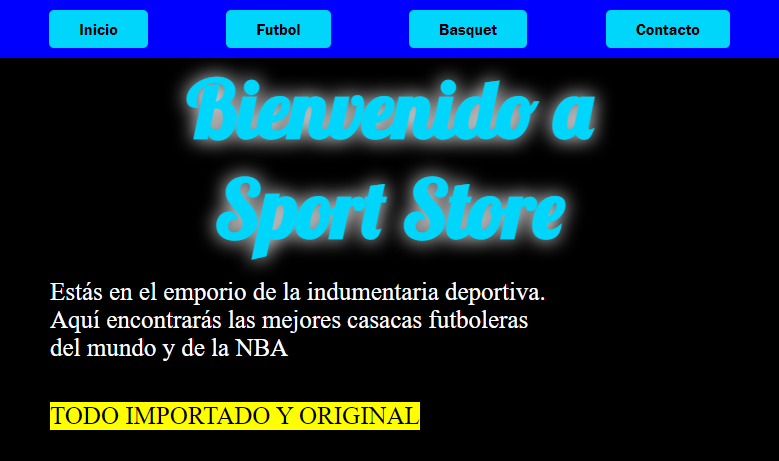 Inicio Futbol Basquet Contacto
Bienvenido a
Sport Store
Estás en el emporio de la indumentaria deportiva.
Aquí encontrarás las mejores casacas futboleras
del mundo y de la NBA
TODO IMPORTADO Y ORIGINAL